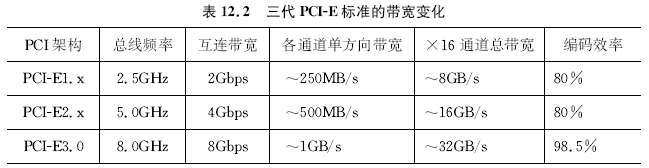 表 12.2 三代 PCI-E 标准的带宽变化
PCI架构 总线频率 互连带宽 各通道单方向带宽 ×16 通道总带宽 编码效率
PCI-E1.x 2.5GHz 2Gbps ～250MB/s ～8GB/s 80%
PCI-E2.x 5.0GHz 4Gbps ～500MB/s ～16GB/s 80%
PCI-E3.0 8.0GHz 8Gbps ～1GB/s ～32GB/s 98.5%